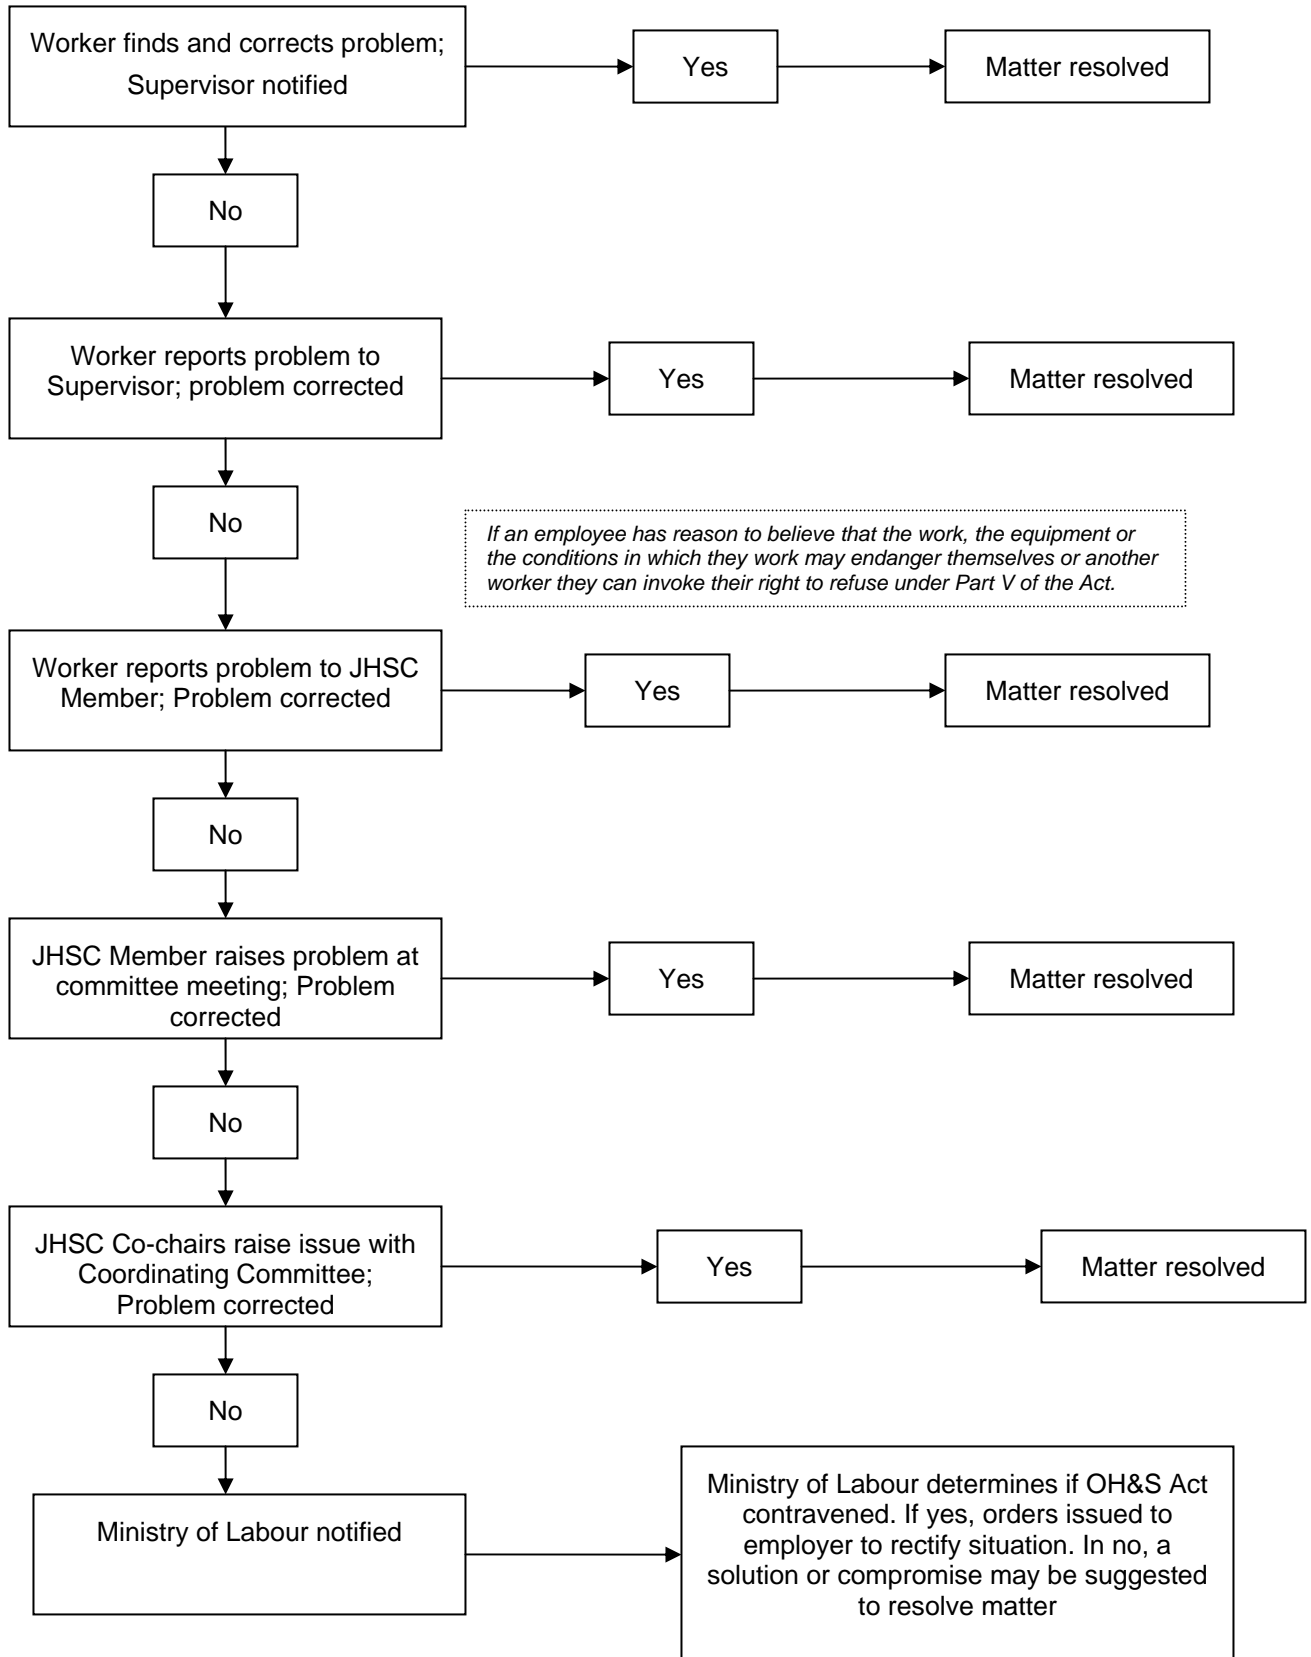 Worker finds and corrects problem;
Supervisor notified
Yes
Matter resolved
No
Worker reports problem to
Supervisor; problem corrected
Yes
Matter resolved
No
If an employee has reason to believe that the work, the equipment or
the conditions in which they work may endanger themselves or another
worker they can invoke their right to refuse under Part V of the Act.
Worker reports problem to JHSC
Member; Problem corrected
Yes
Matter resolved
No
JHSC Member raises problem at
committee meeting; Problem
corrected
Yes
Matter resolved
No
JHSC Co-chairs raise issue with
Coordinating Committee;
Problem corrected
Yes
Matter resolved
No
Ministry of Labour notified
Ministry of Labour determines if OH&S Act
contravened. If yes, orders issued to
employer to rectify situation. In no, a
solution or compromise may be suggested
to resolve matter